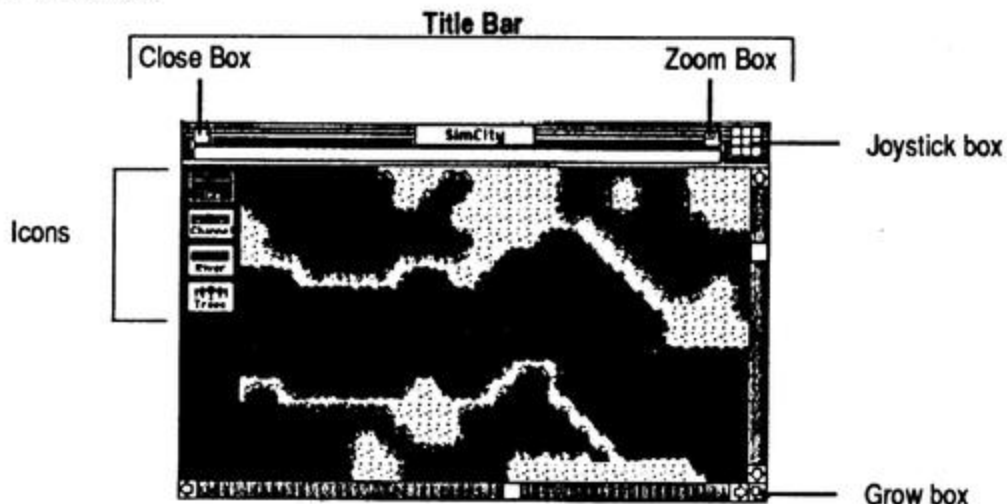 Title Bar
Close Box
Zoom Box
SimCity
Joystick box
Icons
Channel
River
Trees
Grow box